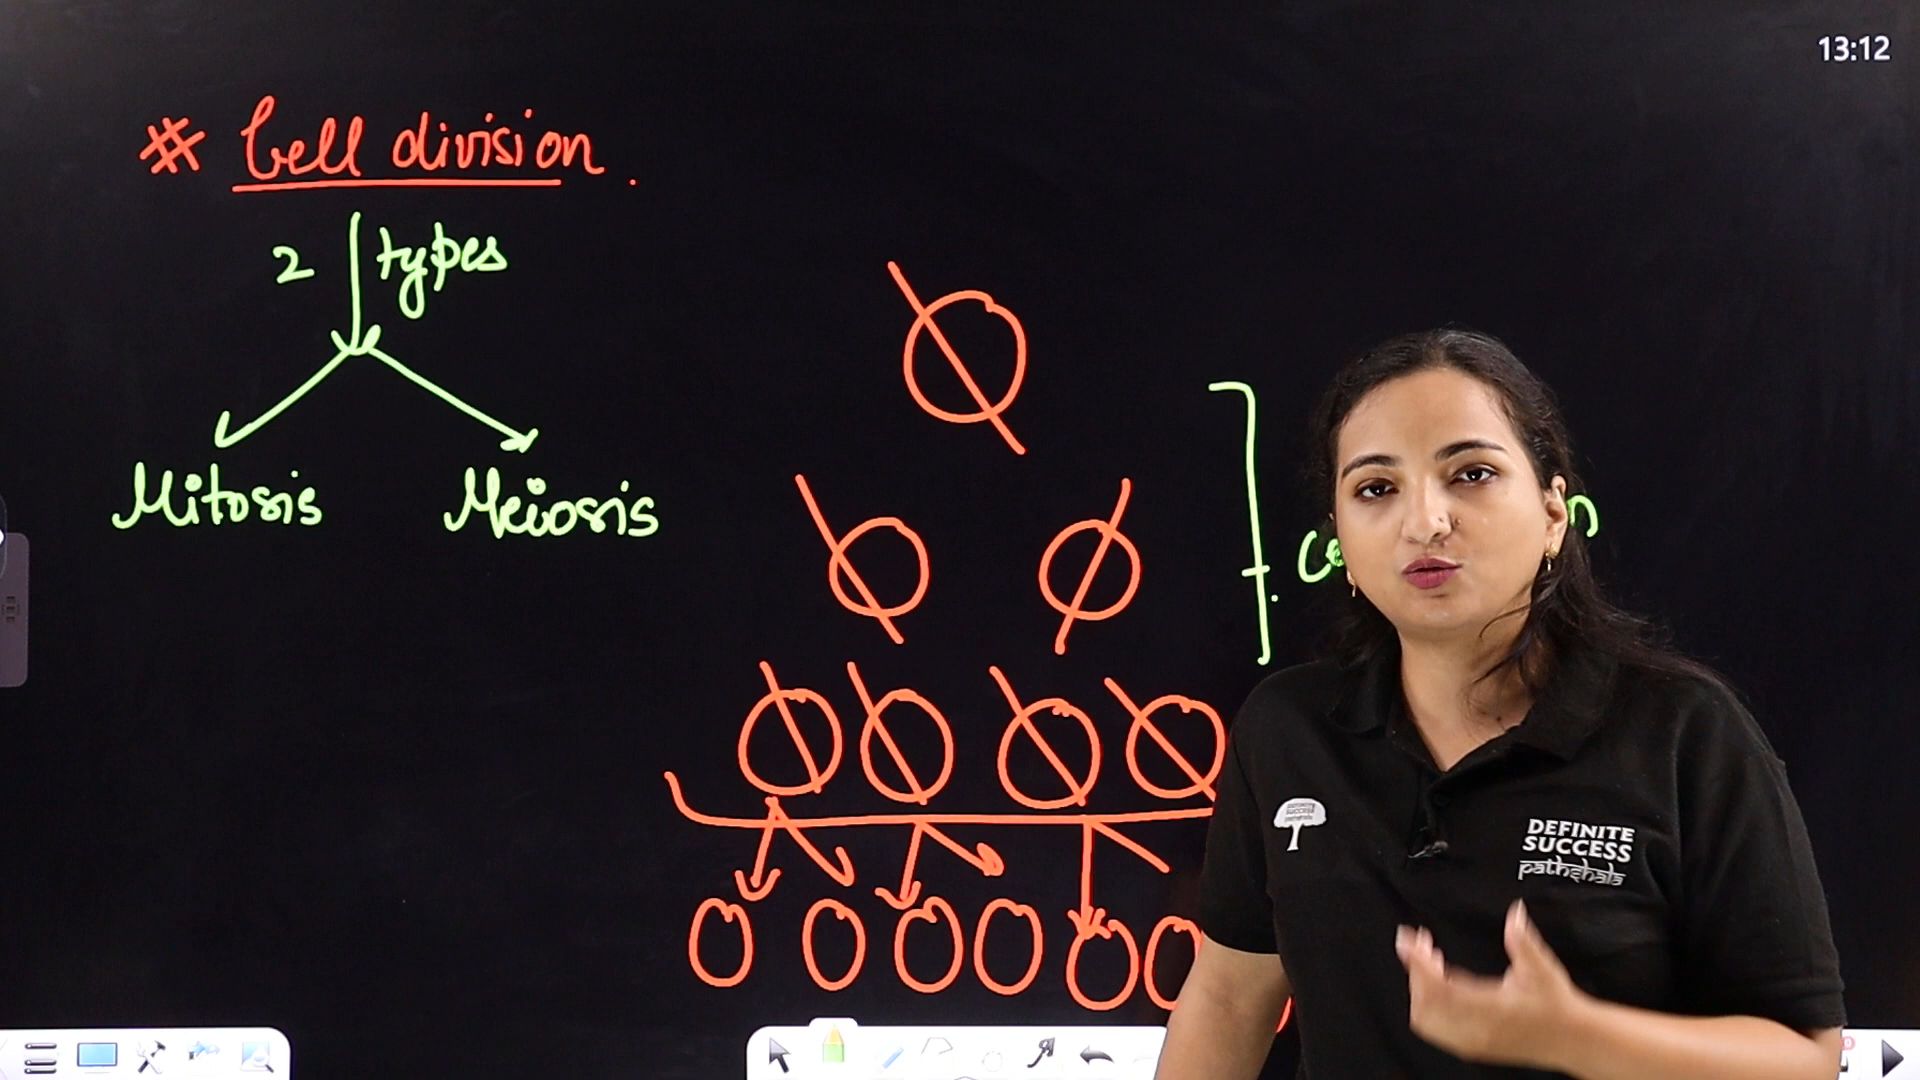 13:12
# Cell division.
2 types
Mitosis Meiosis
DEFINITE
SUCCESS
pathshala